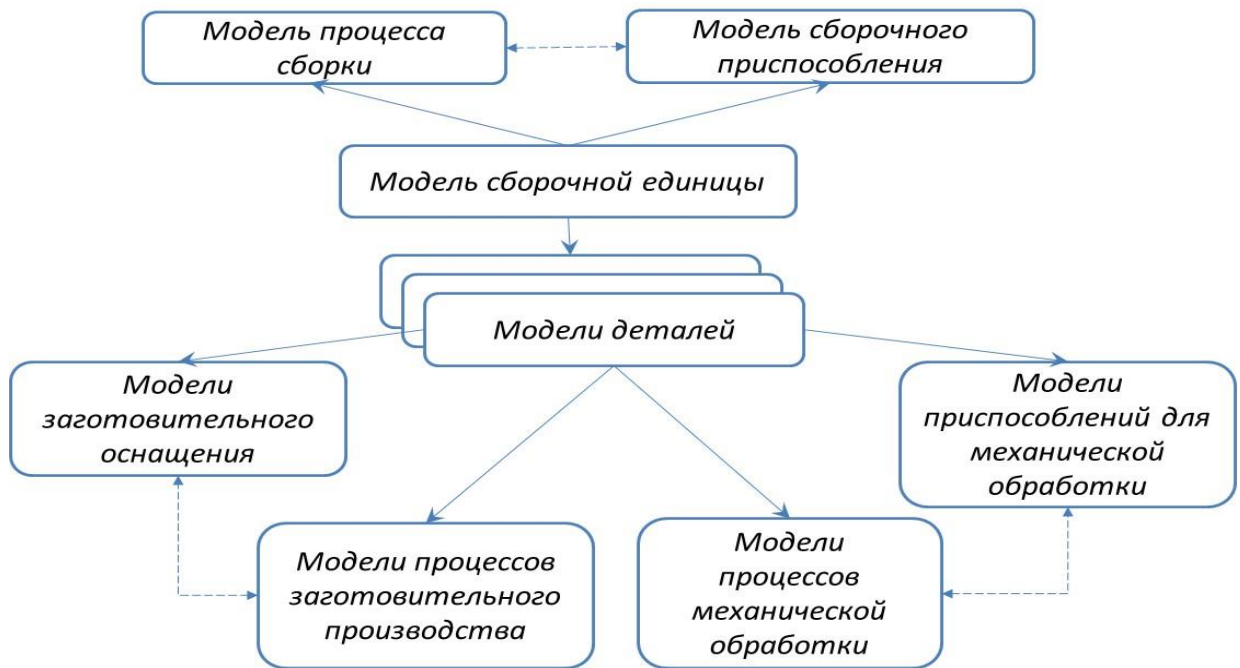 Модель процесса
сборки
Модель сборочного
приспособления
Модель сборочной единицы
Модели деталей
Модели
заготовительного
оснащения
Модели
приспособлений для
механической
обработки
Модели процессов
заготовительного
производства
Модели
процессов
механической
обработки